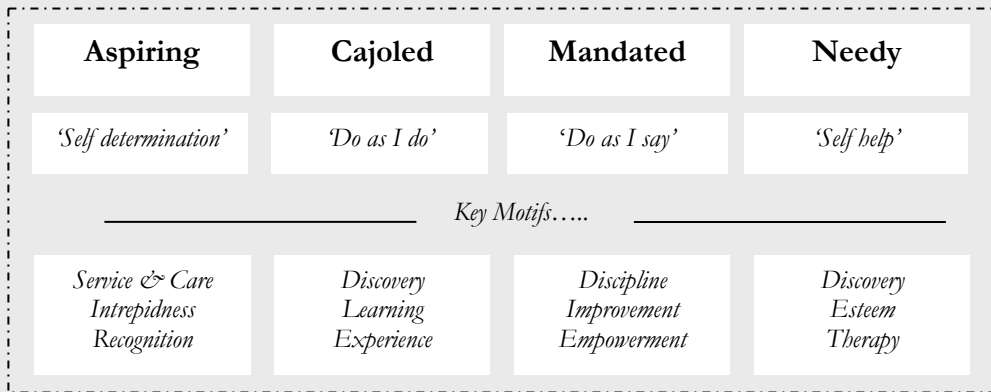 Aspiring
Cajoled
Mandated
Needy
‘Self determination’
‘Do as I do’
‘Do as I say’
‘Self help’
Key Motifs…..
Service & Care
Intrepidness
Recognition
Discovery
Learning
Experience
Discipline
Improvement
Empowerment
Discovery
Esteem
Therapy